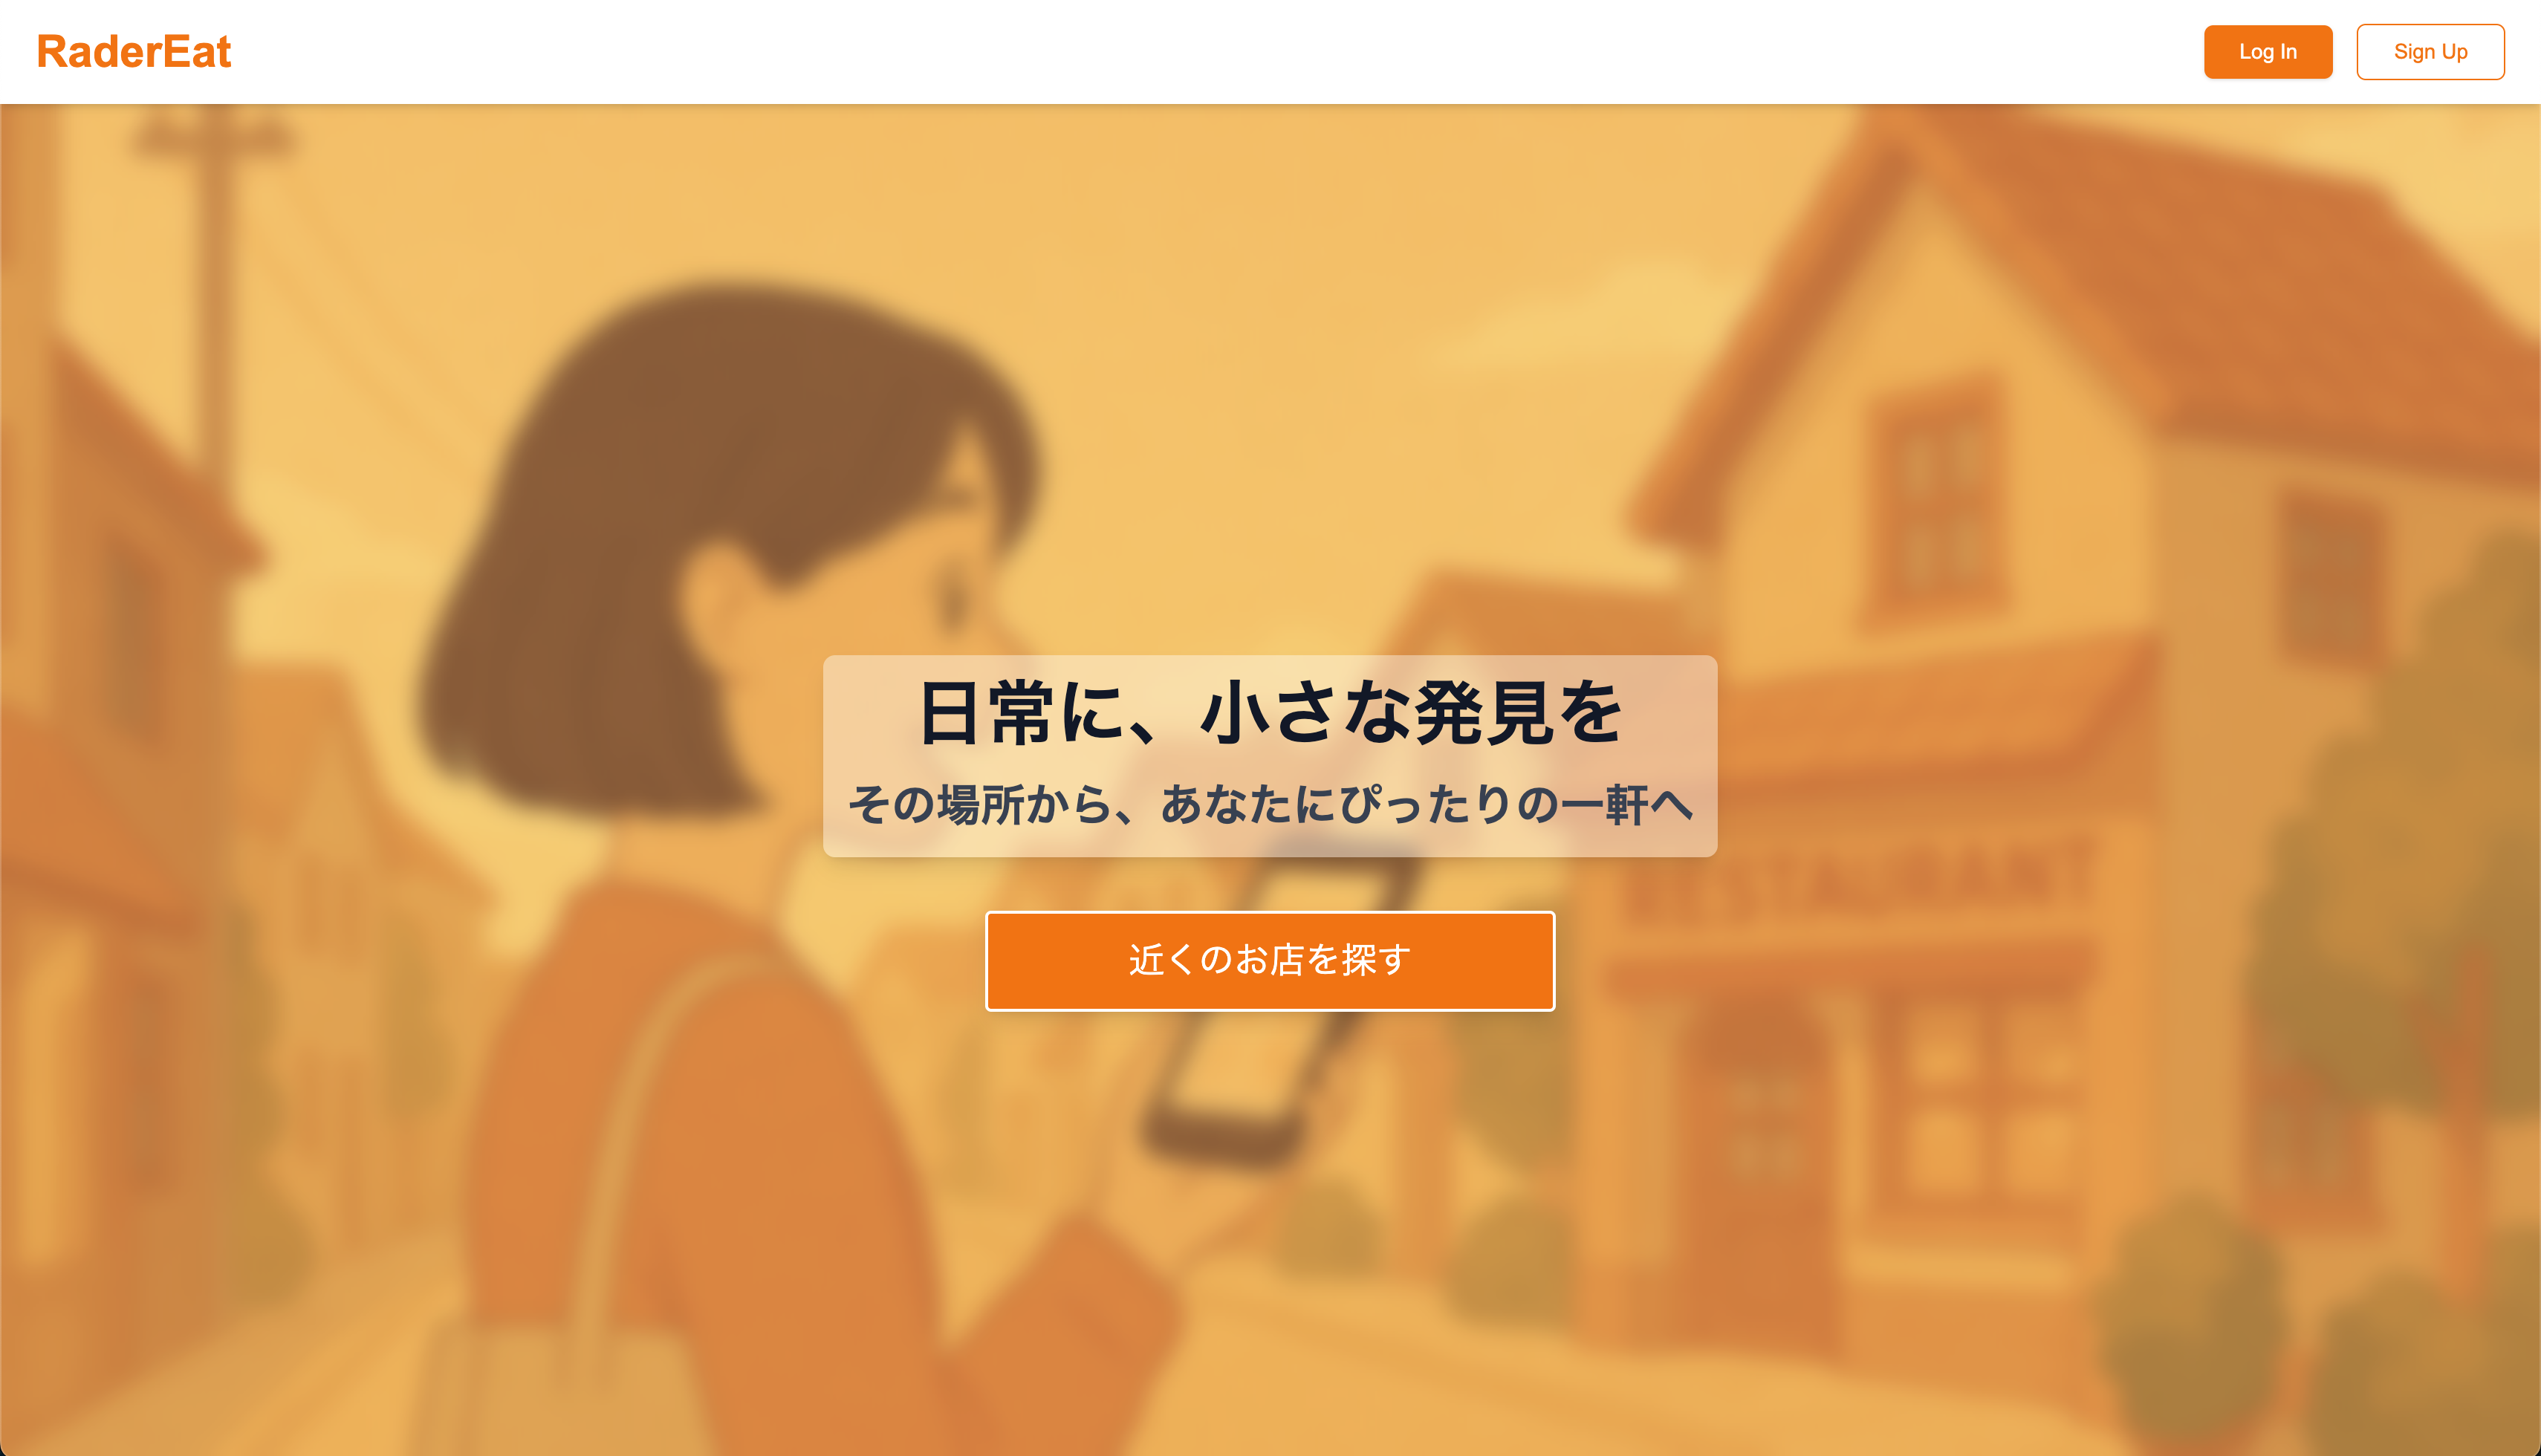 RaderEat
Log In
Sign Up
日常に、小さな発見を
その場所から、あなたにぴったりの一軒へ
RESTAURANT
近くのお店を探す